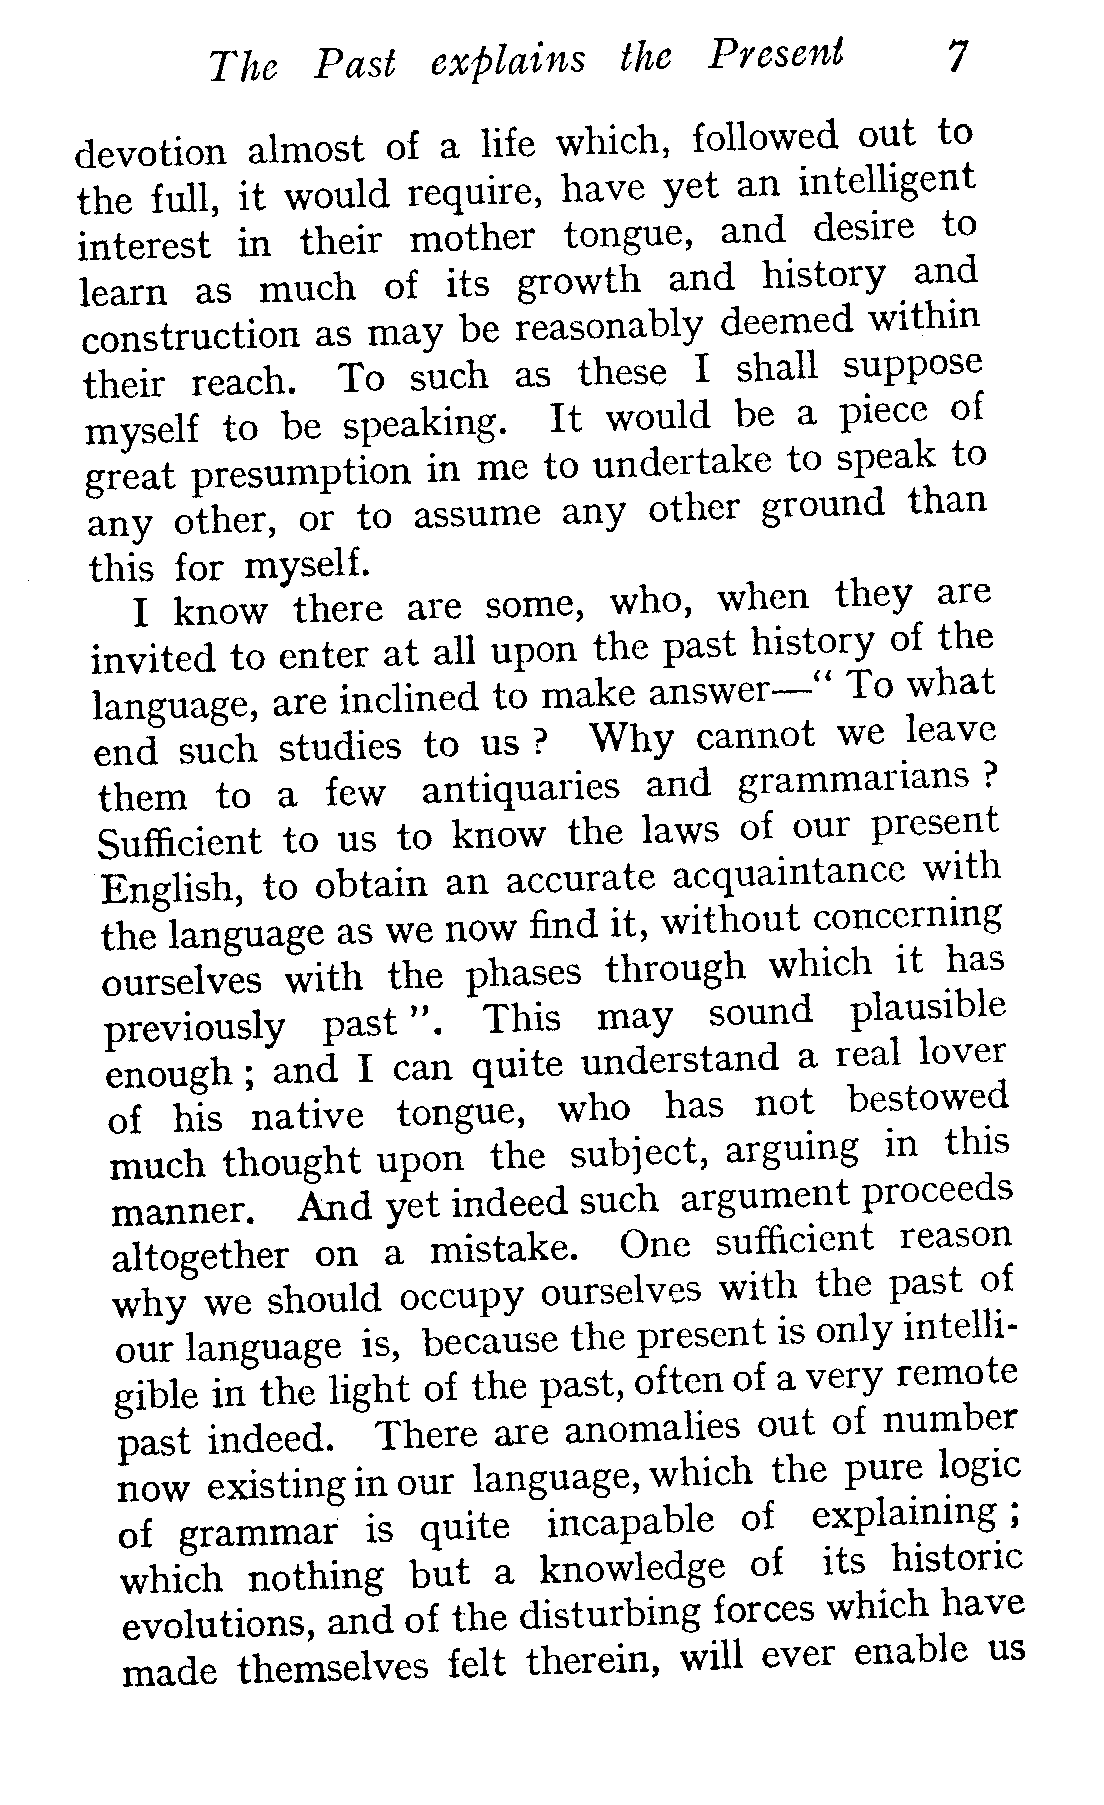 The Past explains the Present 7
devotion almost of a life which, followed out to
the full, it would require, have yet an intelligent
interest in their mother tongue, and desire to
learn as much of its growth and history and
construction as may be reasonably deemed within
their reach. To such as these I shall suppose
myself to be speaking. It would be a piece of
great presumption in me to undertake to speak to
any other, or to assume any other ground than
this for myself.
I know there are some, who, when they are
invited to enter at all upon the past history of the
language, are inclined to make answer—“ To what
end such studies to us ? Why cannot we leave
them to a few antiquaries and grammarians ?
Sufficient to us to know the laws of our present
English, to obtain an accurate acquaintance with
the language as we now find it, without concerning
ourselves with the phases through which it has
previously past ”. This may sound plausible
enough ; and I can quite understand a real lover
of his native tongue, who has not bestowed
much thought upon the subject, arguing in this
manner. And yet indeed such argument proceeds
altogether on a mistake. One sufficient reason
why we should occupy ourselves with the past of
our language is, because the present is only intelli-
gible in the light of the past, often of a very remote
past indeed. There are anomalies out of number
now existing in our language, which the pure logic
of grammar is quite incapable of explaining ;
which nothing but a knowledge of its historic
evolutions, and of the disturbing forces which have
made themselves felt therein, will ever enable us